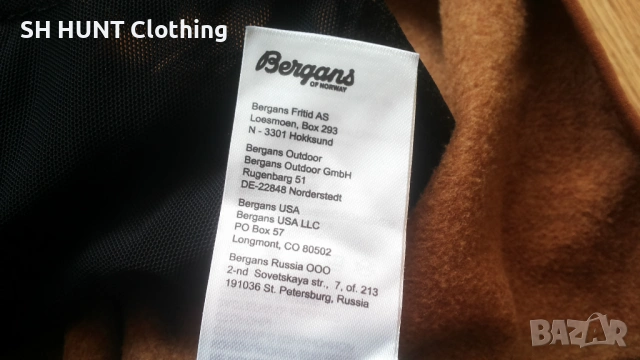 SH HUNT Clothing
Bergans
OF NORWAY
Bergans Fritid AS
Loesmoen, Box 293
N - 3301 Hokksund
Bergans Outdoor
Bergans Outdoor GmbH
Rugenbarg 51
DE-22848 Norderstedt
Bergans USA
Bergans USA LLC
PO Box 57
Longmont, CO 80502
Bergans Russia OOO
2-nd Sovetskaya str., 7, of. 213
191036 St. Petersburg, Russia
BAZAR